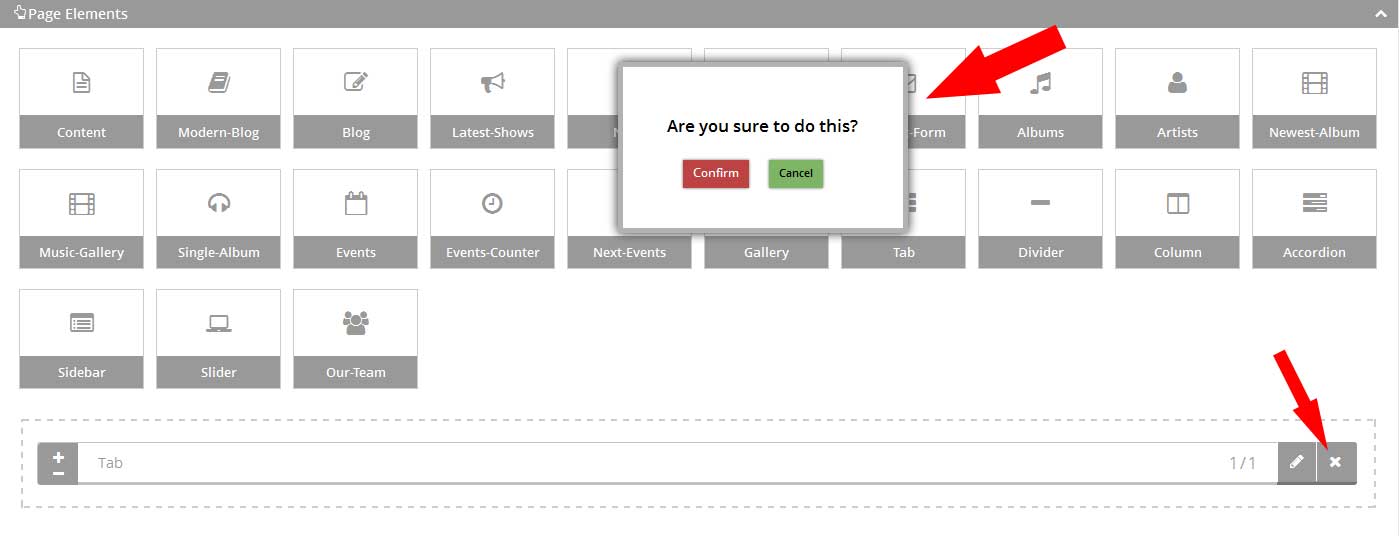 Page Elements
Content
Modern-Blog
Blog
Latest-Shows
-Form
Albums
Artists
Newest-Album
Are you sure to do this?
Confirm
Cancel
Music-Gallery
Single-Album
Events
Events-Counter
Next-Events
Gallery
Tab
Divider
Column
Accordion
Sidebar
Slider
Our-Team
+
−
Tab
1/1